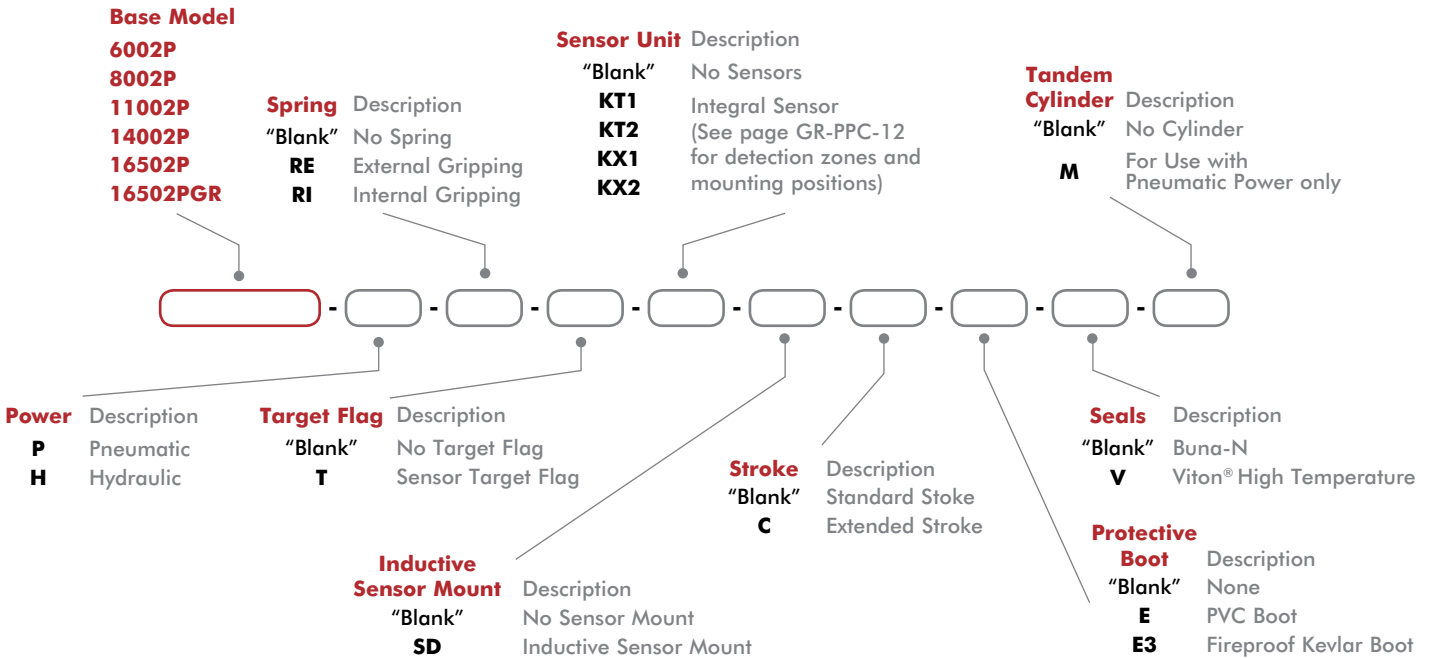 Base Model
6002P
8002P
11002P
14002P
16502P
16502PGR
Spring Description
“Blank” No Spring
RE External Gripping
RI Internal Gripping
Sensor Unit Description
“Blank” No Sensors
KT1 Integral Sensor
KT2 (See page GR-PPC-12
KX1 for detection zones and
KX2 mounting positions)
Tandem
Cylinder Description
“Blank” No Cylinder
M For Use with
Pneumatic Power only
- - - - - - - - -
Power Description
P Pneumatic
H Hydraulic
Target Flag Description
“Blank” No Target Flag
T Sensor Target Flag
Inductive
Sensor Mount Description
“Blank” No Sensor Mount
SD Inductive Sensor Mount
Stroke Description
“Blank” Standard Stoke
C Extended Stroke
Seals Description
“Blank” Buna-N
V Viton® High Temperature
Protective
Boot Description
“Blank” None
E PVC Boot
E3 Fireproof Kevlar Boot